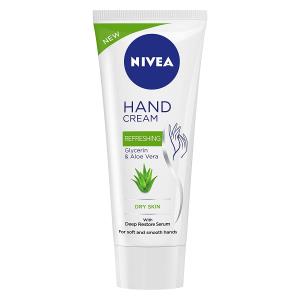 NEW
NIVEA
HAND
CREAM
REFRESHING
Glycerin
& Aloe Vera
DRY SKIN
With
Deep Restore Serum
For soft and smooth hands